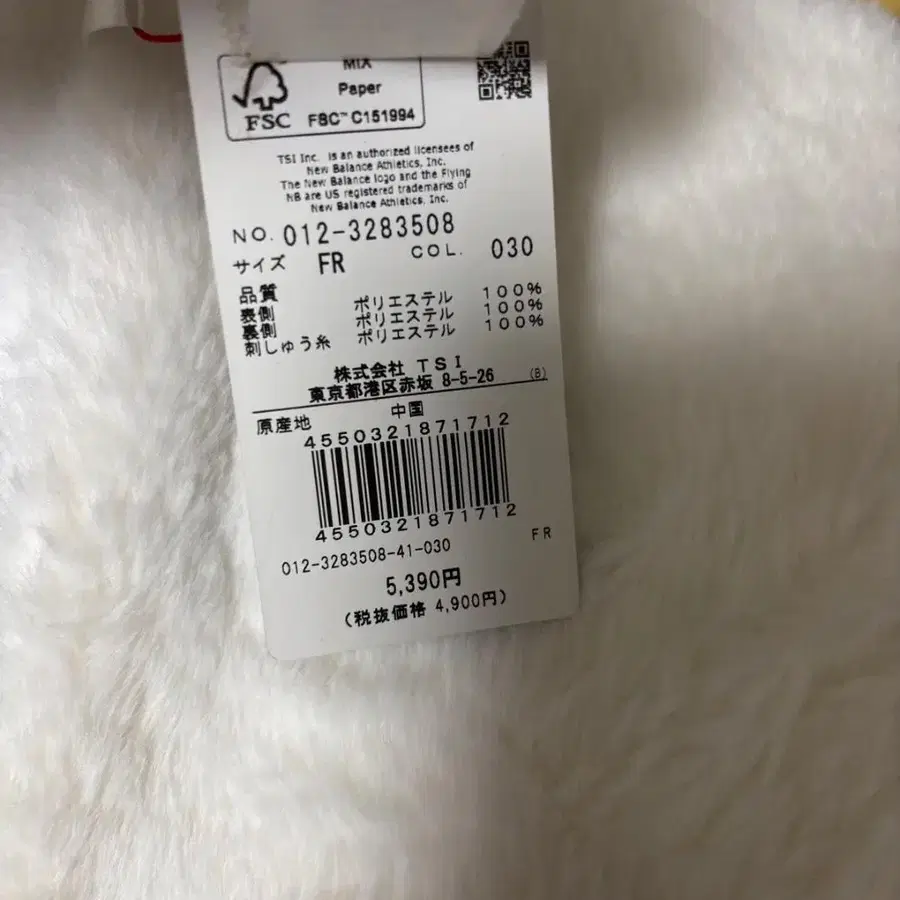 MIX
Paper
FSC
FSC™ C151994
TSI Inc. is an authorized licensees of
New Balance Athletics, Inc.
The New Balance logo and the Flying
NB are US registered trademarks of
New Balance Athletics, Inc.
NO. 012-3283508
サイズ FR COL. 030
品質
表側 ポリエステル 100%
裏側 ポリエステル 100%
刺しゅう糸 ポリエステル 100%
株式会社 TSI
東京都港区赤坂 8-5-26 (8)
原産地 中国
4550321871712
4550321871712
012-3283508-41-030 FR
5,390円
(税抜価格 4,900円)